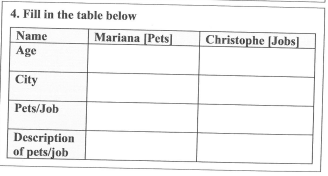 4. Fill in the table below
Name Mariana [Pets] Christophe [Jobs]
Age
City
Pets/Job
Description
of pets/job